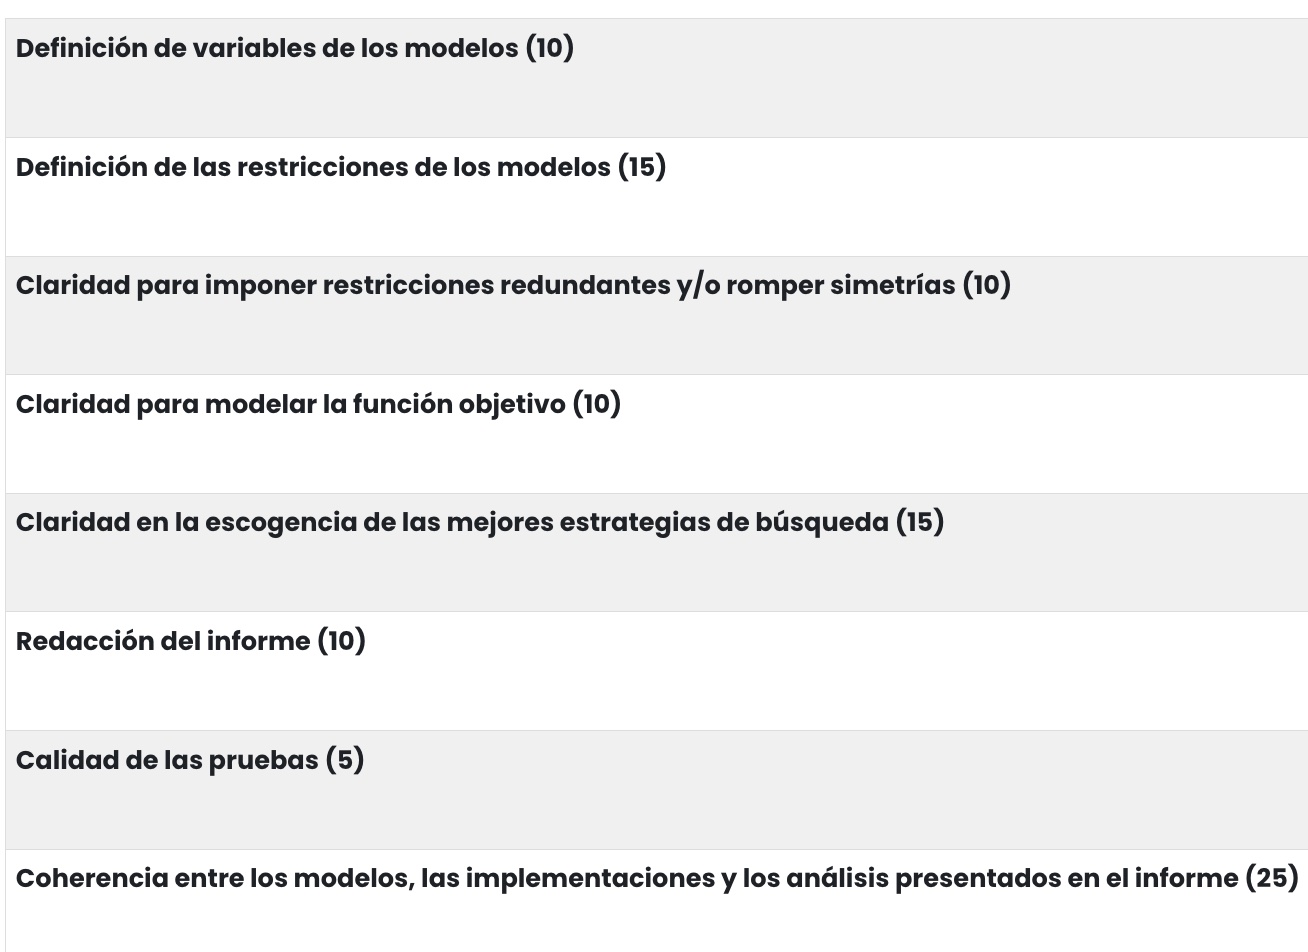 Definición de variables de los modelos (10)
Definición de las restricciones de los modelos (15)
Claridad para imponer restricciones redundantes y/o romper simetrías (10)
Claridad para modelar la función objetivo (10)
Claridad en la escogencia de las mejores estrategias de búsqueda (15)
Redacción del informe (10)
Calidad de las pruebas (5)
Coherencia entre los modelos, las implementaciones y los análisis presentados en el informe (25)